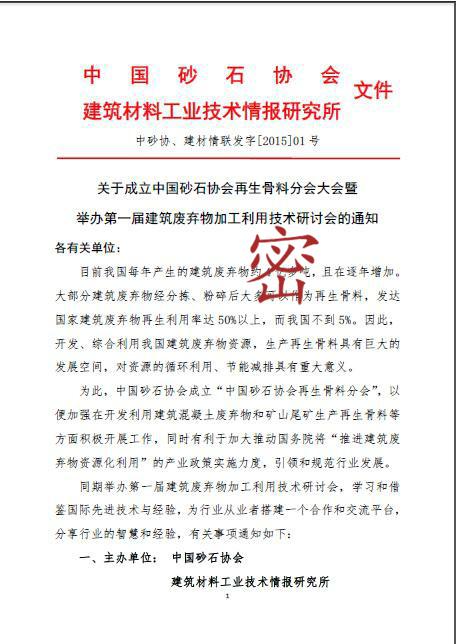 中国砂石协会
文件
建筑材料工业技术情报研究所
中砂协、建材情联发字[2015]01号
关于成立中国砂石协会再生骨料分会大会暨
举办第一届建筑废弃物加工利用技术研讨会的通知
各有关单位：
目前我国每年产生的建筑废弃物约 多吨，且在逐年增加。
大部分建筑废弃物经分拣、粉碎后大多可以作为再生骨料，发达
国家建筑废弃物再生利用率达50%以上，而我国不到5%。因此，
开发、综合利用我国建筑废弃物资源，生产再生骨料具有巨大的
发展空间，对资源的循环利用、节能减排具有重大意义。
为此，中国砂石协会成立“中国砂石协会再生骨料分会”，以
便加强在开发利用建筑混凝土废弃物和矿山尾矿生产再生骨料等
方面积极开展工作，同时有利于加大推动国务院将“推进建筑废
弃物资源化利用”的产业政策实施力度，引领和规范行业发展。
同期举办第一届建筑废弃物加工利用技术研讨会，学习和借
鉴国际先进技术与经验，为行业从业者搭建一个合作和交流平台，
分享行业的智慧和经验，有关事项通知如下：
一、主办单位： 中国砂石协会
建筑材料工业技术情报研究所
1
密